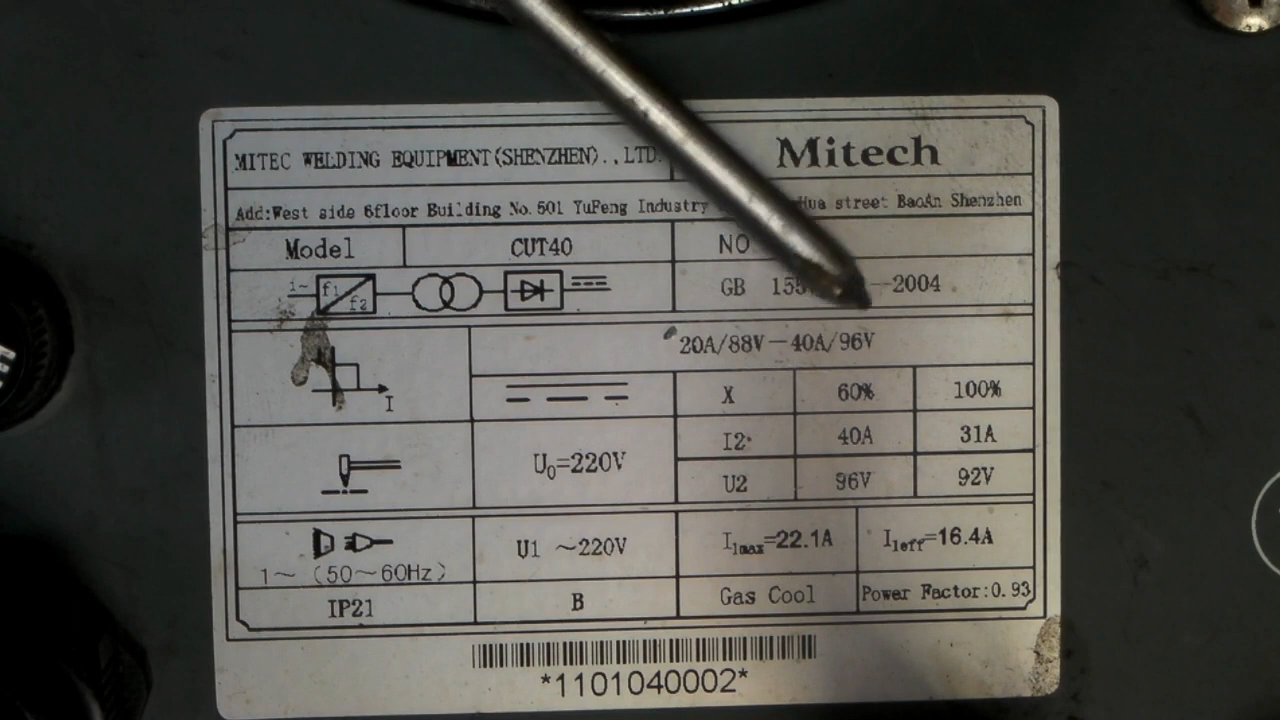 MITEC WELDING EQUIPMENT(SHENZHEN).,LTD.
Mitech
Add:West side 6floor Building No.501 YuFeng Industry Hua street BaoAn Shenzhen
Model CUT40 NO
1~ f1 f2 GB 2004
20A/88V—40A/96V
I
X 60% 100%
I2 40A 31A
U0=220V
U2 96V 92V
U1 ~220V I1max=22.1A I1eff=16.4A
1~ (50~60Hz)
IP21 B Gas Cool Power Factor:0.93
*1101040002*